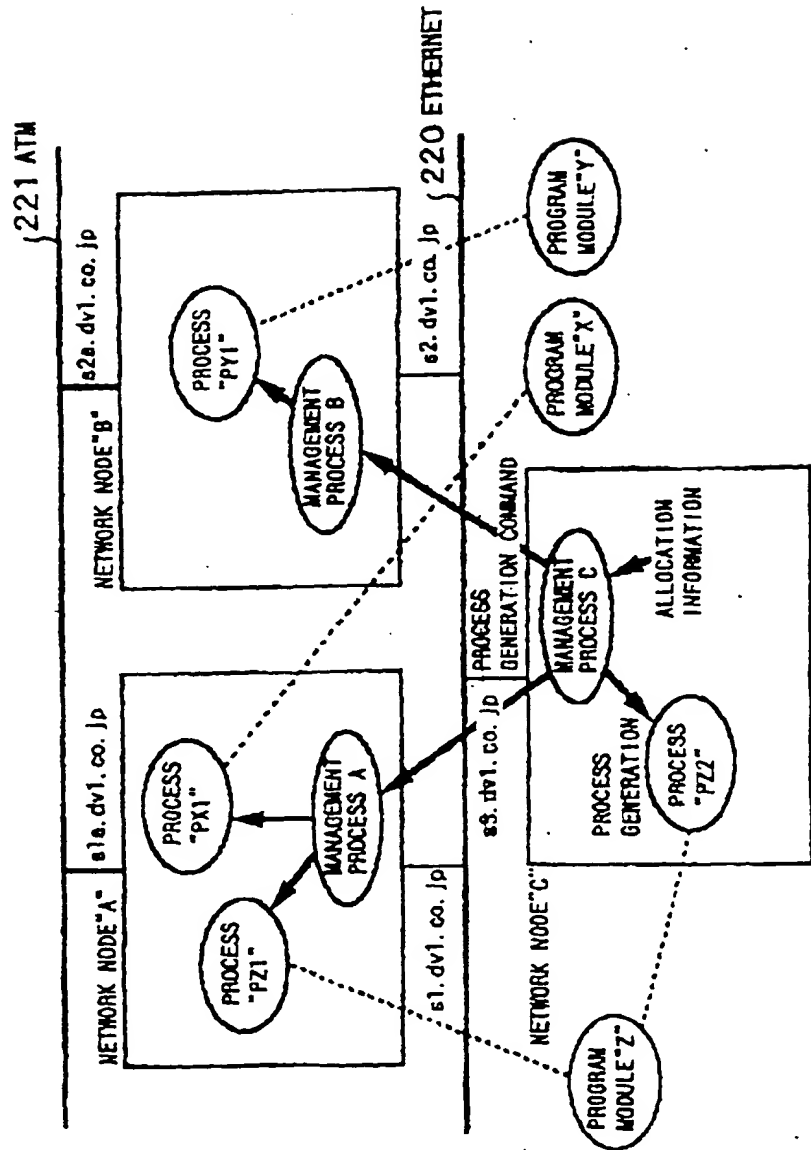 221 ATM
NETWORK NODE"A"
s1a.dv1.co.jp
NETWORK NODE"B"
s2a.dv1.co.jp
PROCESS
"PZ1"
PROCESS
"PX1"
MANAGEMENT
PROCESS A
PROCESS
"PY1"
MANAGEMENT
PROCESS B
s1.dv1.co.jp
s2.dv1.co.jp
220 ETHERNET
NETWORK NODE"C"
s3.dv1.co.jp
PROCESS
GENERATION COMMAND
PROGRAM
MODULE"Z"
PROCESS
GENERATION
MANAGEMENT
PROCESS C
PROCESS
"PZ2"
ALLOCATION
INFORMATION
PROGRAM
MODULE"X"
PROGRAM
MODULE"Y"